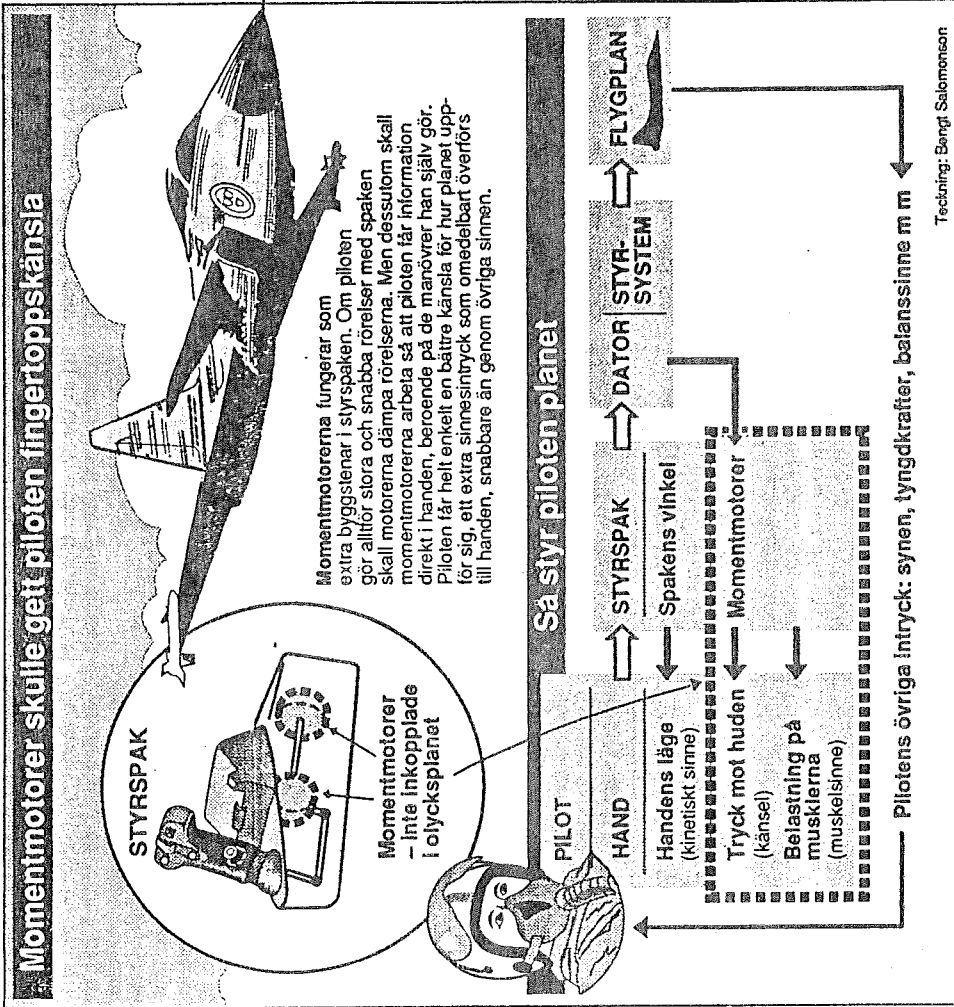 Momentmotorer skulle gett piloten fingertoppskänsla
STYRSPAK
Momentmotorer
– Inte inkopplade
i olycksplanet
Momentmotorerna fungerar som
extra byggstenar i styrspaken. Om piloten
gör alltför stora och snabba rörelser med spaken
skall motorerna dämpa rörelserna. Men dessutom skall
momentmotorerna arbeta så att piloten får information
direkt i handen, beroende på de manövrer han själv gör.
Piloten får helt enkelt en bättre känsla för hur planet upp-
för sig, ett extra sinnesintryck som omedelbart överförs
till handen, snabbare än genom övriga sinnen.
Så styr piloten planet
PILOT
HAND
STYRSPAK
DATOR
STYR-
SYSTEM
FLYGPLAN
Handens läge
(kinetiskt sinne)
Spakens vinkel
Tryck mot huden
(känsel)
Momentmotorer
Belastning på
musklerna
(muskelsinne)
Pilotens övriga intryck: synen, tyngdkrafter, balanssinne m m
Teckning: Bengt Salomonson